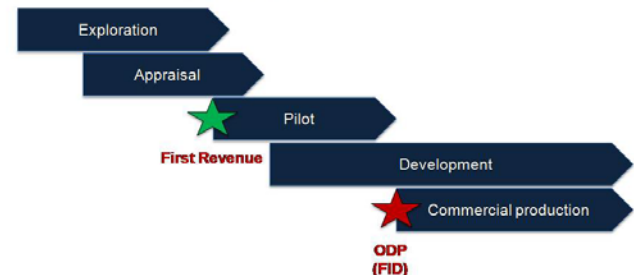 Exploration
Appraisal
Pilot
First Revenue
Development
Commercial production
ODP
(FID)